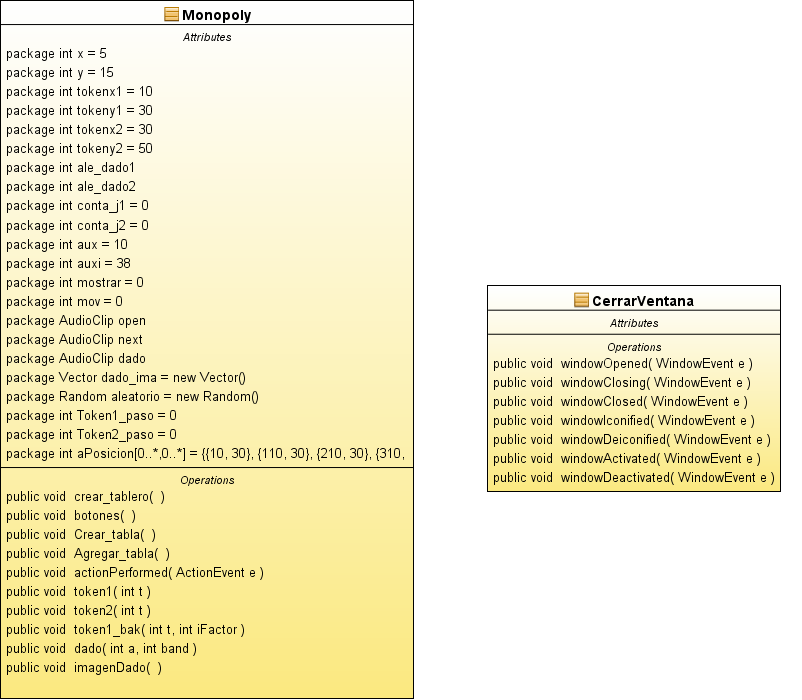 Monopoly
Attributes
package int x = 5
package int y = 15
package int tokenx1 = 10
package int tokeny1 = 30
package int tokenx2 = 30
package int tokeny2 = 50
package int ale_dado1
package int ale_dado2
package int conta_j1 = 0
package int conta_j2 = 0
package int aux = 10
package int auxi = 38
package int mostrar = 0
package int mov = 0
package AudioClip open
package AudioClip next
package AudioClip dado
package Vector dado_ima = new Vector()
package Random aleatorio = new Random()
package int Token1_paso = 0
package int Token2_paso = 0
package int aPosicion[0..*,0..*] = {{10, 30}, {110, 30}, {210, 30}, {310,
Operations
public void crear_tablero( )
public void botones( )
public void Crear_tabla( )
public void Agregar_tabla( )
public void actionPerformed( ActionEvent e )
public void token1( int t )
public void token2( int t )
public void token1_bak( int t, int iFactor )
public void dado( int a, int band )
public void imagenDado( )
CerrarVentana
Attributes
Operations
public void windowOpened( WindowEvent e )
public void windowClosing( WindowEvent e )
public void windowClosed( WindowEvent e )
public void windowIconified( WindowEvent e )
public void windowDeiconified( WindowEvent e )
public void windowActivated( WindowEvent e )
public void windowDeactivated( WindowEvent e )